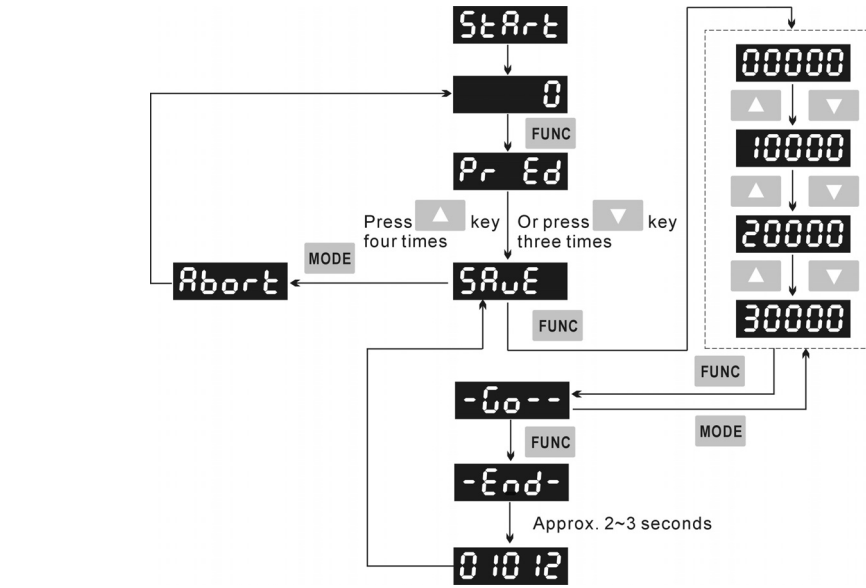 StArt
0
FUNC
Pr Ed
Press key
four times
Or press key
three times
MODE
Abort
SAvE
FUNC
00000
10000
20000
30000
FUNC
-Go--
MODE
FUNC
-End-
Approx. 2~3 seconds
01012